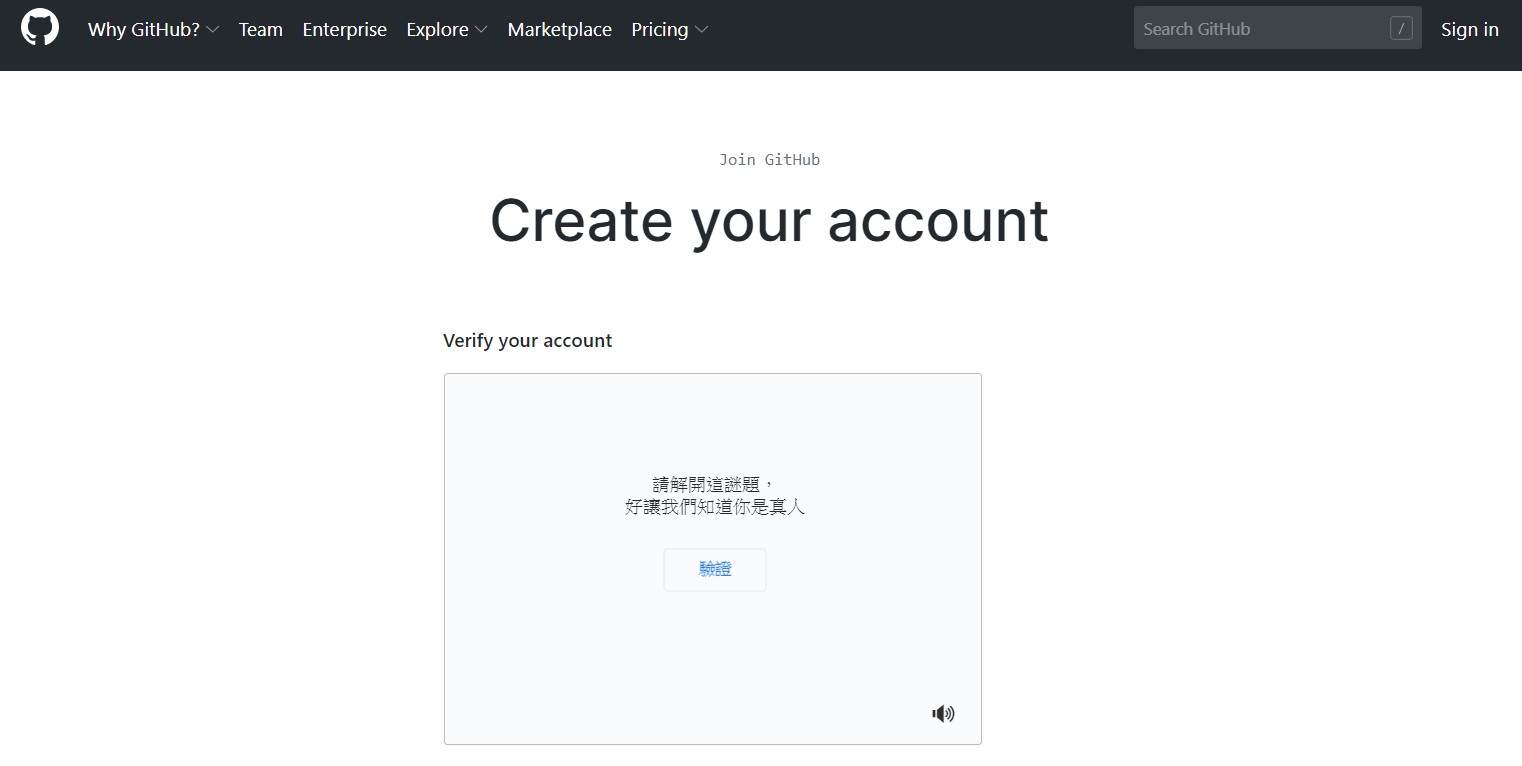 Why GitHub? Team Enterprise Explore Marketplace Pricing Search GitHub / Sign in
Join GitHub
Create your account
Verify your account
請解開這謎題，
好讓我們知道你是真人
驗證